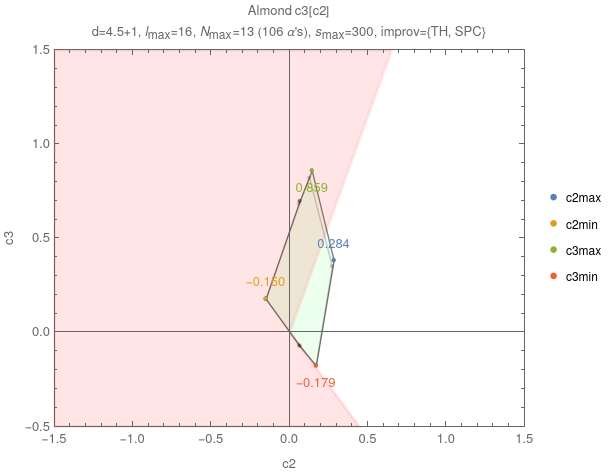 Almond c3[c2]
d=4.5+1, lmax=16, Nmax=13 (106 α's), smax=300, improv={TH, SPC}
1.5
1.0
0.859
c2max
0.5
0.284
c2min
c3
c3max
−0.150
c3min
0.0
−0.179
−0.5
−1.5 −1.0 −0.5 0.0 0.5 1.0 1.5
c2